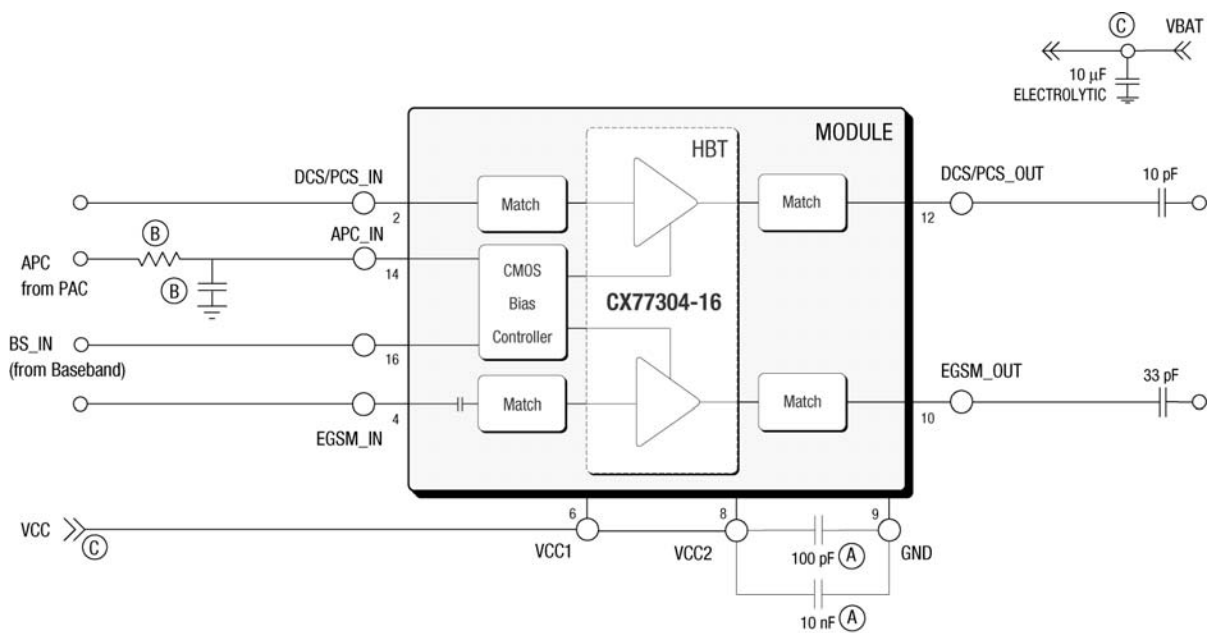 C
VBAT
10 µF
ELECTROLYTIC
MODULE
HBT
DCS/PCS_IN
2
Match
Match
DCS/PCS_OUT
12
10 pF
B
APC_IN
APC
from PAC
B
14
CMOS
Bias
Controller
CX77304-16
BS_IN
(from Baseband)
16
EGSM_IN
4
Match
Match
EGSM_OUT
10
33 pF
VCC
C
6
VCC1
8
VCC2
9
GND
100 pF A
10 nF A